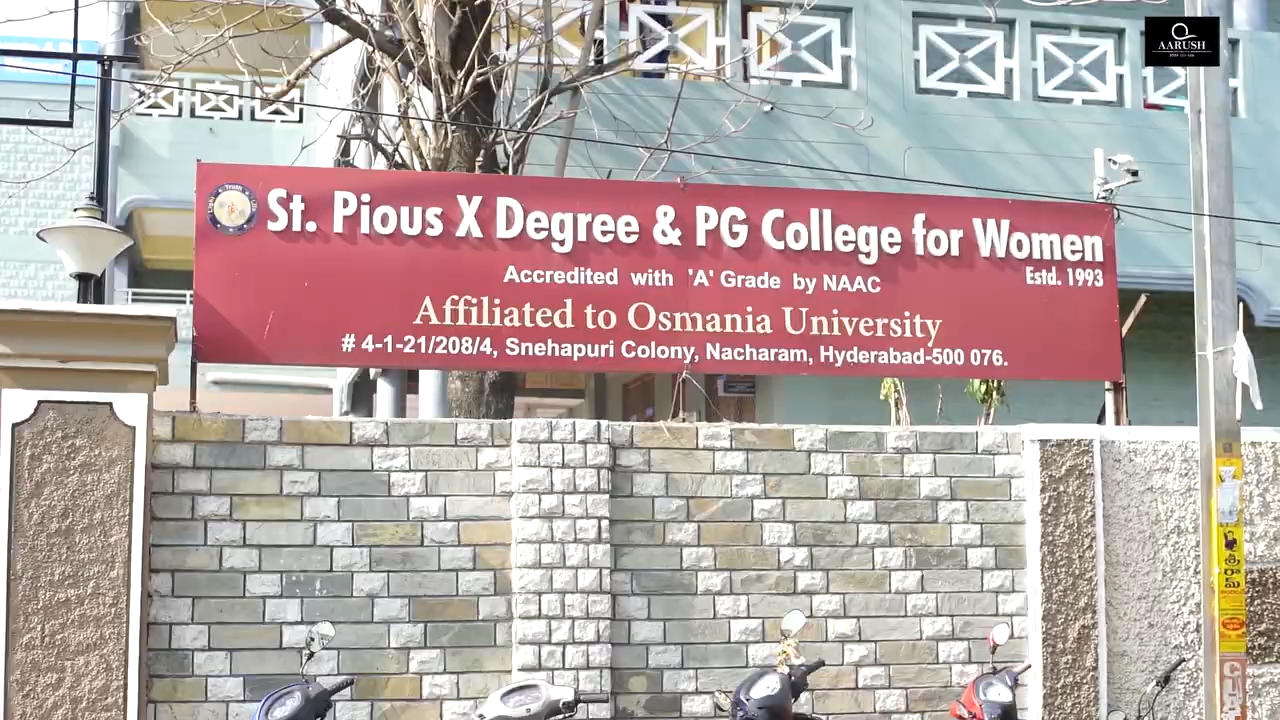 AARUSH
Truth
St. Pious X Degree & PG College for Women
Estd. 1993
Accredited with 'A' Grade by NAAC
Affiliated to Osmania University
# 4-1-21/208/4, Snehapuri Colony, Nacharam, Hyderabad-500 076.